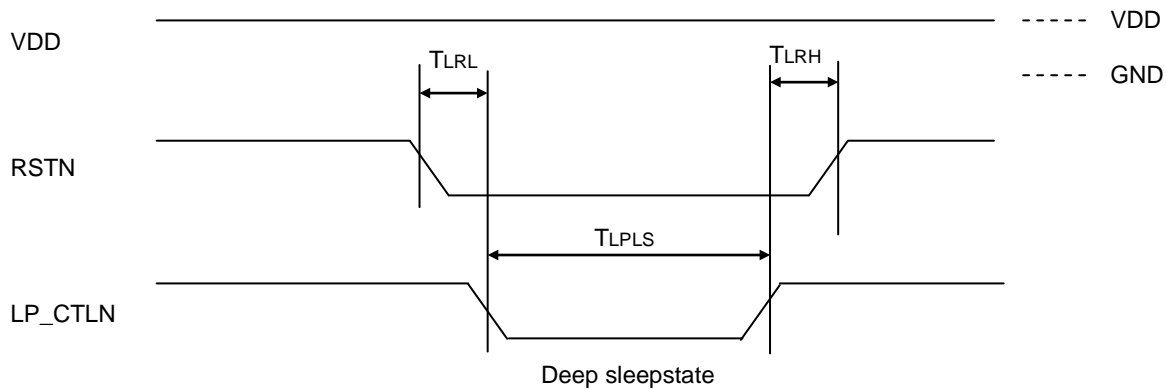 VDD
VDD
GND
TLRL
TLRH
RSTN
TLPLS
LP_CTLN
Deep sleepstate